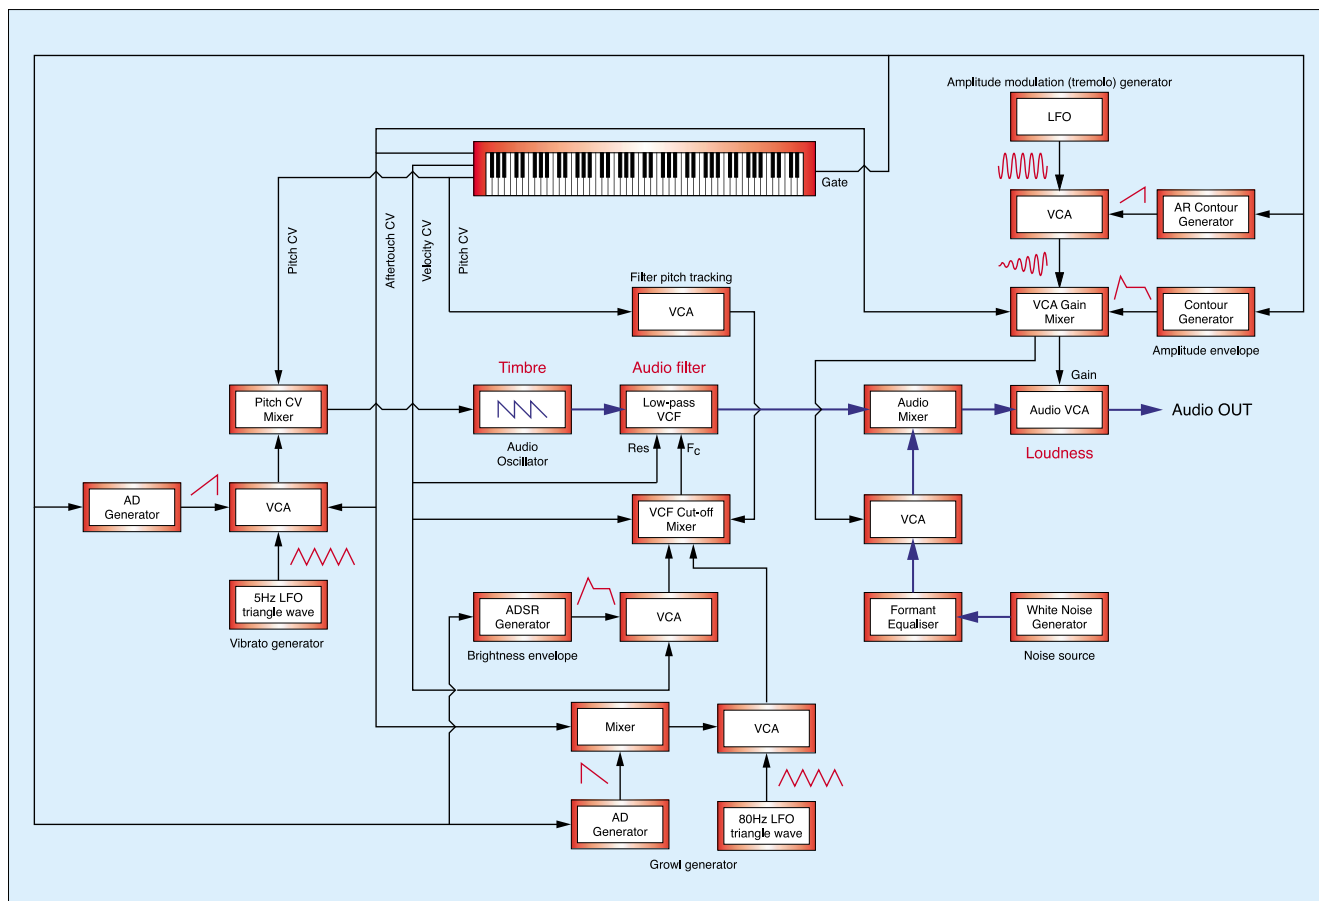 Amplitude modulation (tremolo) generator
LFO
Gate
VCA
AR Contour
Generator
Pitch CV
Aftertouch CV
Velocity CV
Pitch CV
Filter pitch tracking
VCA
VCA Gain
Mixer
Contour
Generator
Amplitude envelope
Timbre
Audio filter
Gain
Pitch CV
Mixer
Low-pass
VCF
Audio
Mixer
Audio VCA
Audio OUT
Audio
Oscillator
Res
Fc
Loudness
AD
Generator
VCA
VCF Cut-off
Mixer
VCA
5Hz LFO
triangle wave
Vibrato generator
ADSR
Generator
Brightness envelope
VCA
Formant
Equaliser
White Noise
Generator
Noise source
Mixer
VCA
AD
Generator
80Hz LFO
triangle wave
Growl generator